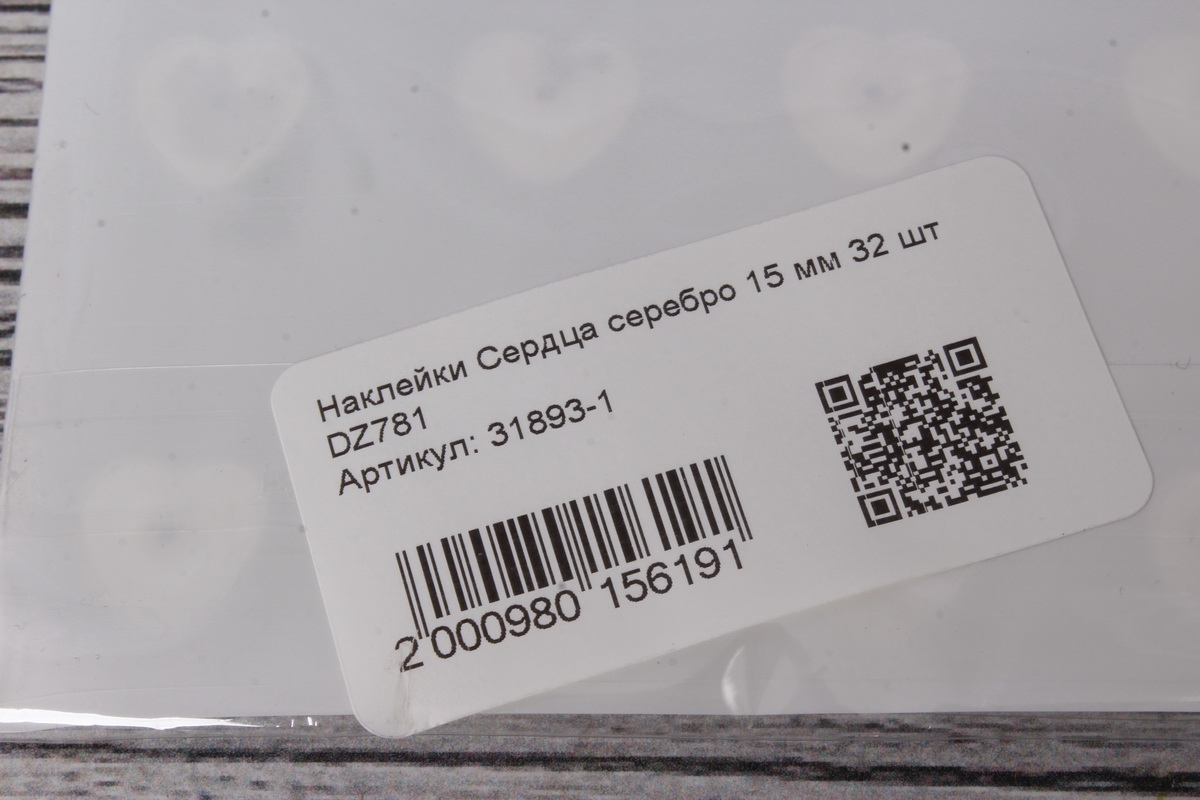 Наклейки Сердца серебро 15 мм 32 шт
DZ781
Артикул: 31893-1
2 000980 156191